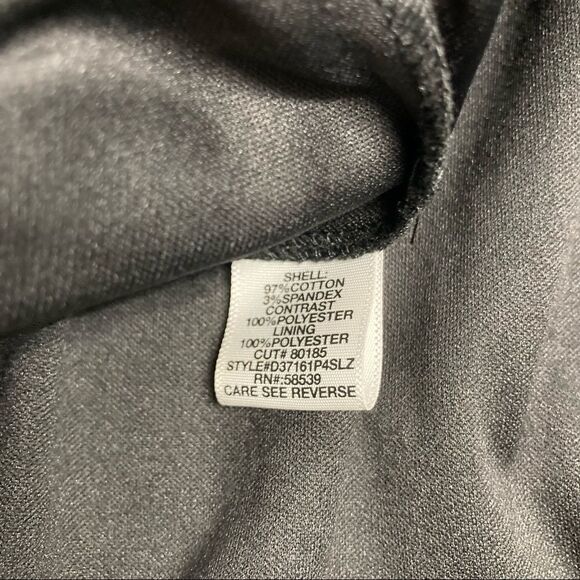 SHELL:
97%COTTON
3%SPANDEX
CONTRAST
100%POLYESTER
LINING
100%POLYESTER
CUT# 80185
STYLE#D37161P4SLZ
RN#:58539
CARE SEE REVERSE